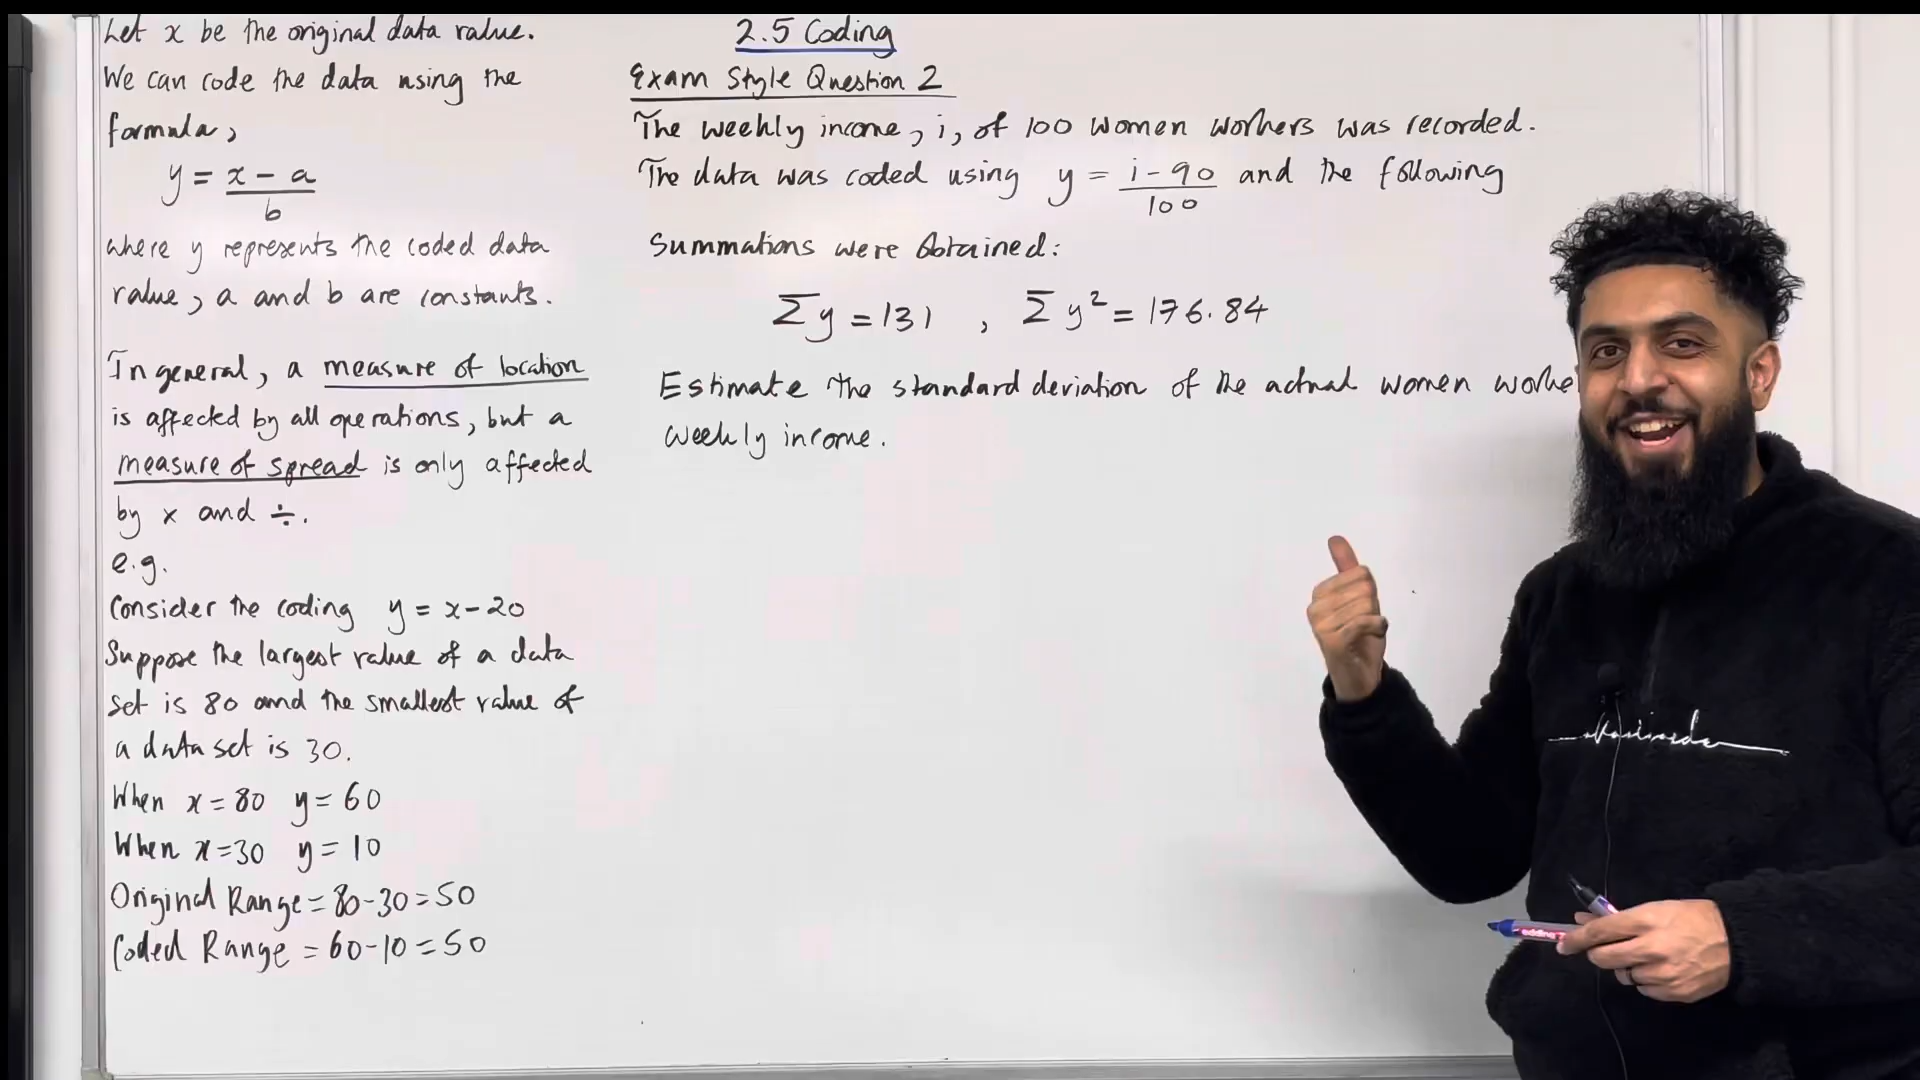 Let x be the original data value.
We can code the data using the
formula,
y = x - a
b
where y represents the coded data
value, a and b are constants.
In general, a measure of location
is affected by all operations, but a
measure of spread is only affected
by × and ÷.
e.g.
Consider the coding y = x - 20
Suppose the largest value of a data
set is 80 and the smallest value of
a data set is 30.
When x = 80 y = 60
When x = 30 y = 10
Original Range = 80 - 30 = 50
Coded Range = 60 - 10 = 50
2.5 Coding
Exam Style Question 2
The weekly income, i, of 100 women workers was recorded.
The data was coded using y = i - 90 and the following
100
Summations were obtained:
Σy = 131 , Σy² = 176.84
Estimate the standard deviation of the actual women worke
weekly income.
edding